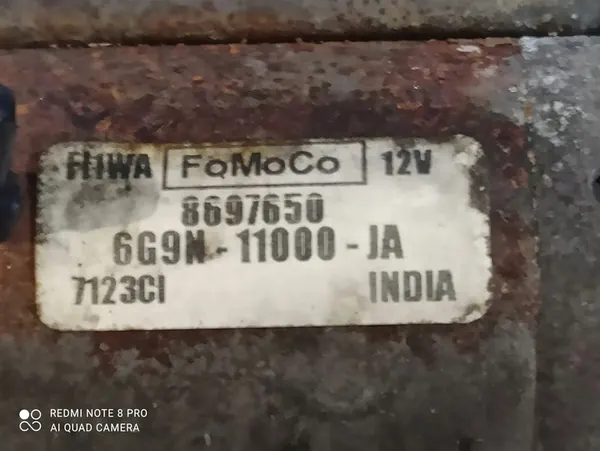 FoMoCo 12V
8697650
6G9N-11000-JA
7123CI INDIA
REDMI NOTE 8 PRO
AI QUAD CAMERA